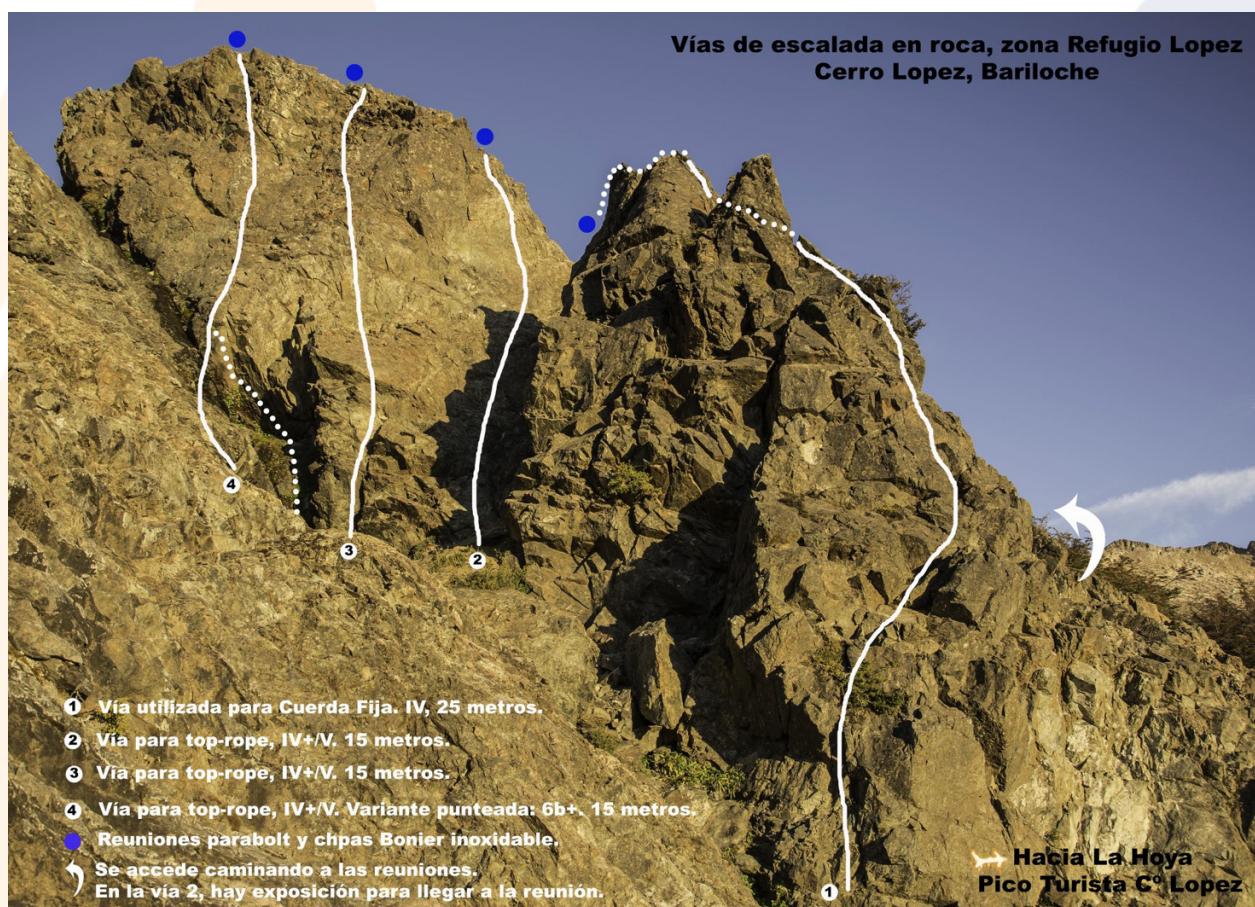 Vías de escalada en roca, zona Refugio Lopez
Cerro Lopez, Bariloche
4
3
2
1 Vía utilizada para Cuerda Fija. IV, 25 metros.
2 Vía para top-rope, IV+/V. 15 metros.
3 Vía para top-rope, IV+/V. 15 metros.
4 Vía para top-rope, IV+/V. Variante punteada: 6b+. 15 metros.
Reuniones parabolt y chpas Bonier inoxidable.
Se accede caminando a las reuniones.
En la vía 2, hay exposición para llegar a la reunión.
1
Hacia La Hoya
Pico Turista Cº Lopez